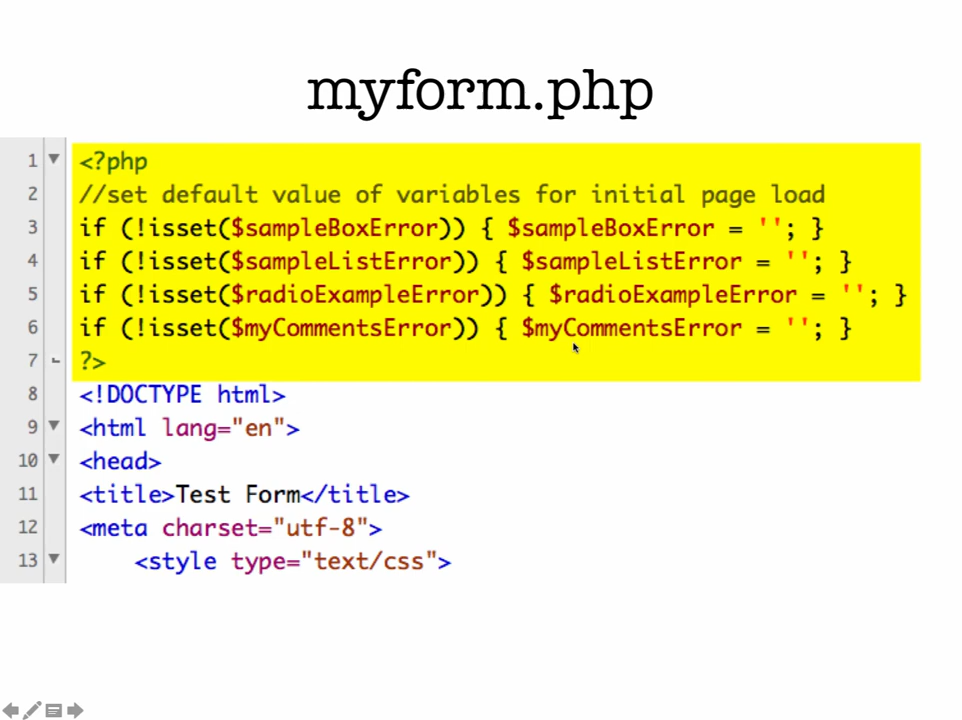 myform.php
1 <?php
2 //set default value of variables for initial page load
3 if (!isset($sampleBoxError)) { $sampleBoxError = ''; }
4 if (!isset($sampleListError)) { $sampleListError = ''; }
5 if (!isset($radioExampleError)) { $radioExampleError = ''; }
6 if (!isset($myCommentsError)) { $myCommentsError = ''; }
7 ?>
8 <!DOCTYPE html>
9 <html lang="en">
10 <head>
11 <title>Test Form</title>
12 <meta charset="utf-8">
13 <style type="text/css">